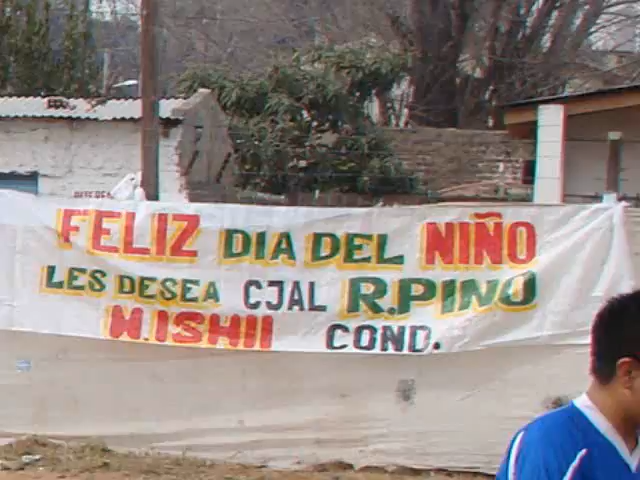 FELIZ DIA DEL NIÑO
LES DESEA CJAL R.PINO
M.ISHII COND.